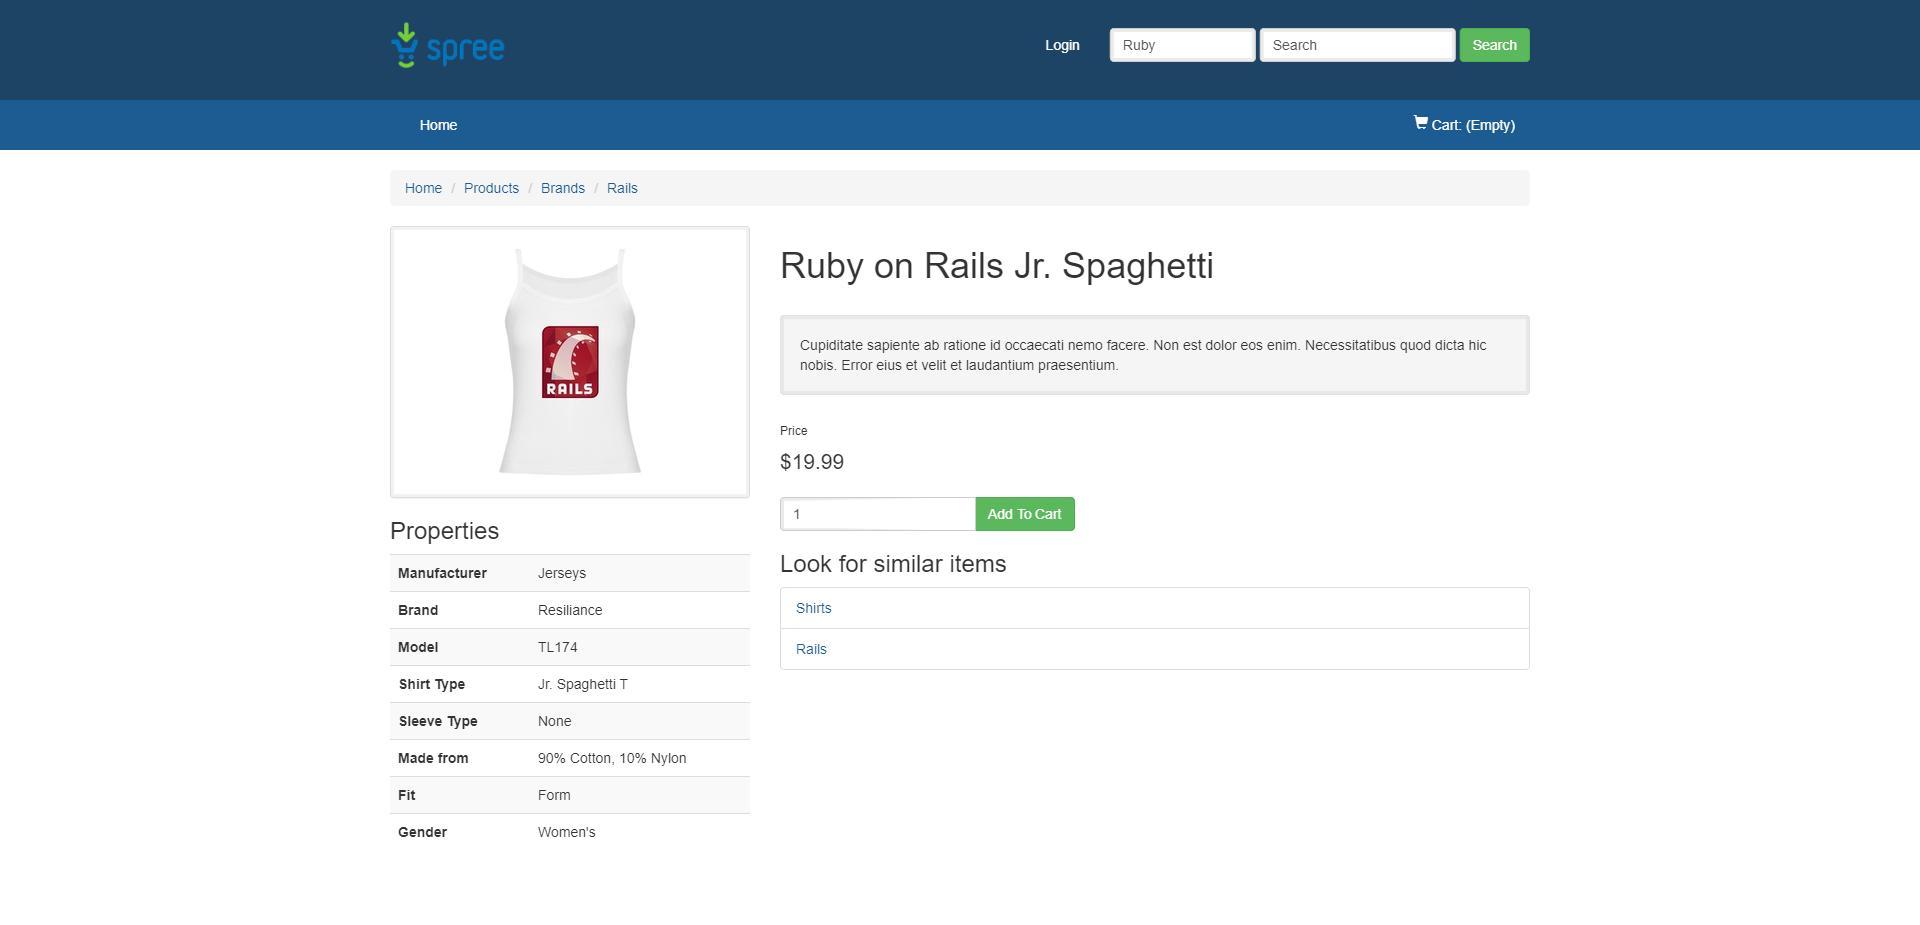 spree
Login
Ruby
Search
Search
Home
Cart: (Empty)
Home / Products / Brands / Rails
RAILS
Ruby on Rails Jr. Spaghetti
Cupiditate sapiente ab ratione id occaecati nemo facere. Non est dolor eos enim. Necessitatibus quod dicta hic
nobis. Error eius et velit et laudantium praesentium.
Price
$19.99
1
Add To Cart
Look for similar items
Shirts
Rails
Properties
Manufacturer Jerseys
Brand Resiliance
Model TL174
Shirt Type Jr. Spaghetti T
Sleeve Type None
Made from 90% Cotton, 10% Nylon
Fit Form
Gender Women's